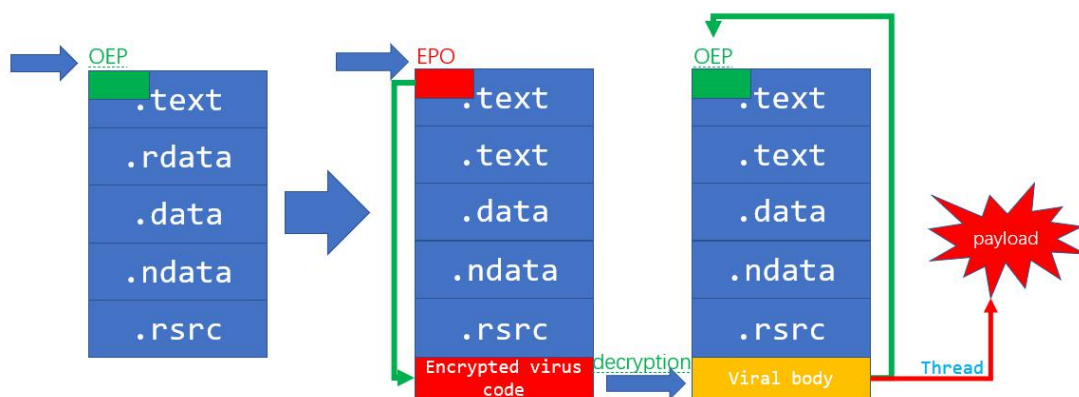 OEP
.text
.rdata
.data
.ndata
.rsrc
EPO
.text
.text
.data
.ndata
.rsrc
Encrypted virus
code
decryption
OEP
.text
.text
.data
.ndata
.rsrc
Viral body
Thread
payload